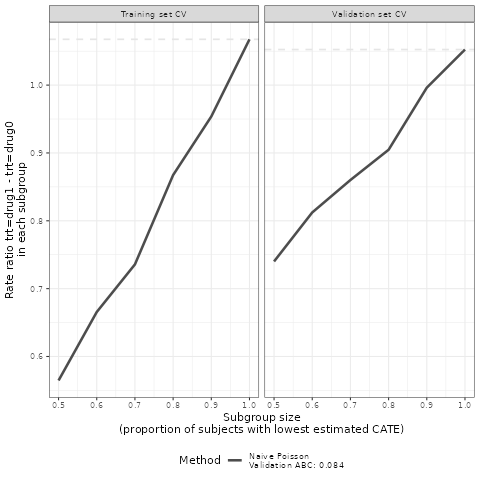 Training set CV
Validation set CV
Rate ratio trt=drug1 - trt=drug0
in each subgroup
1.0
0.9
0.8
0.7
0.6
0.5 0.6 0.7 0.8 0.9 1.0
0.5 0.6 0.7 0.8 0.9 1.0
Subgroup size
(proportion of subjects with lowest estimated CATE)
Method
Naive Poisson
Validation ABC: 0.084